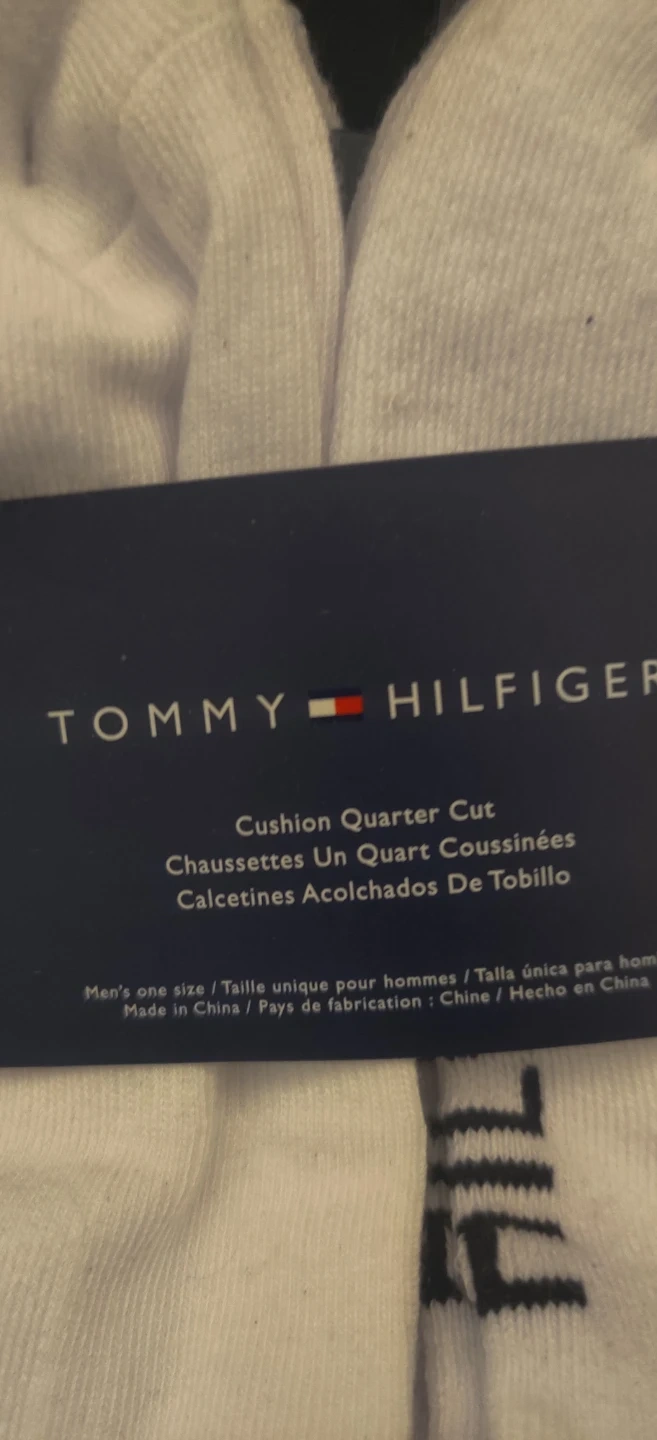 TOMMY HILFIGER
Cushion Quarter Cut
Chaussettes Un Quart Coussinées
Calcetines Acolchados De Tobillo
Men's one size / Taille unique pour hommes / Talla única para hom
Made in China / Pays de fabrication : Chine / Hecho en China